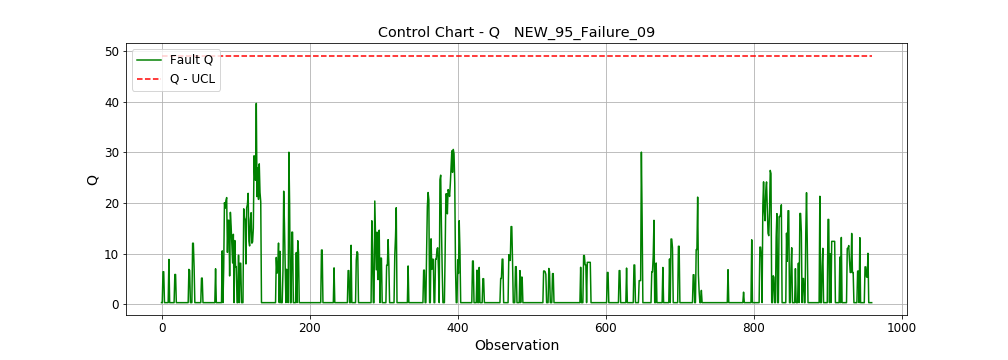 Control Chart - Q   NEW_95_Failure_09
Fault Q
Q - UCL
50
40
30
20
10
0
Q
0 200 400 600 800 1000
Observation